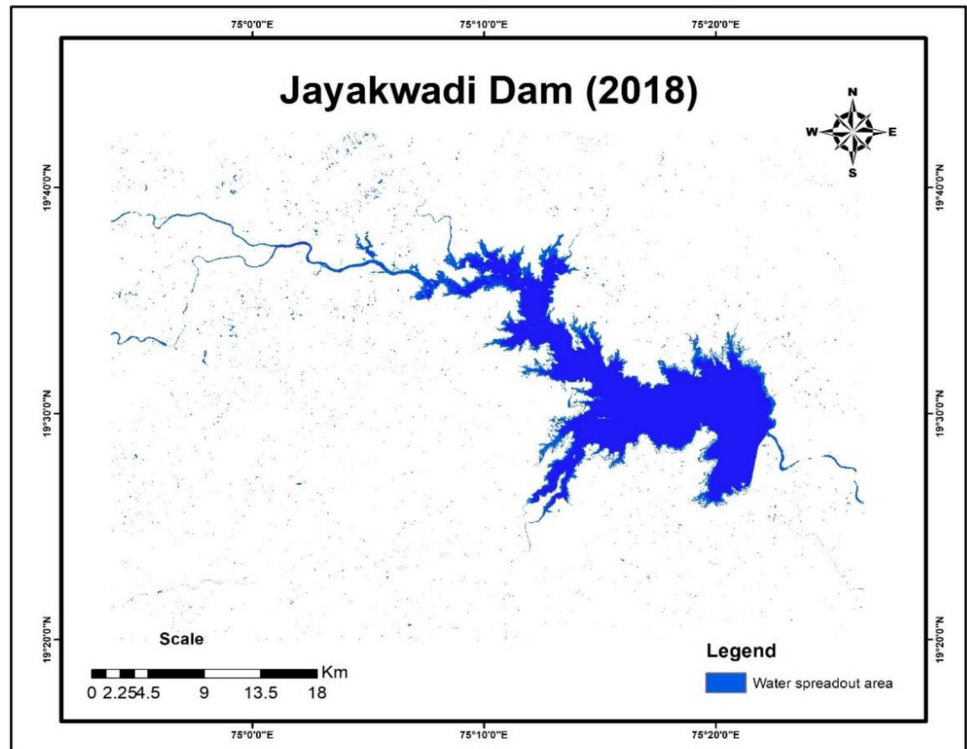 75°0'0"E 75°10'0"E 75°20'0"E
Jayakwadi Dam (2018)
N
W E
S
19°40'0"N 19°40'0"N
19°30'0"N 19°30'0"N
19°20'0"N 19°20'0"N
Scale
Km
0 2.254.5 9 13.5 18
Legend
Water spreadout area
75°0'0"E 75°10'0"E 75°20'0"E